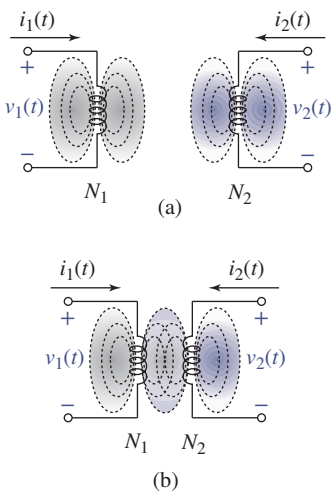 i₁(t) i₂(t)
+ +
v₁(t) v₂(t)
− −
N₁ N₂
(a)
i₁(t) i₂(t)
+ +
v₁(t) v₂(t)
− −
N₁ N₂
(b)